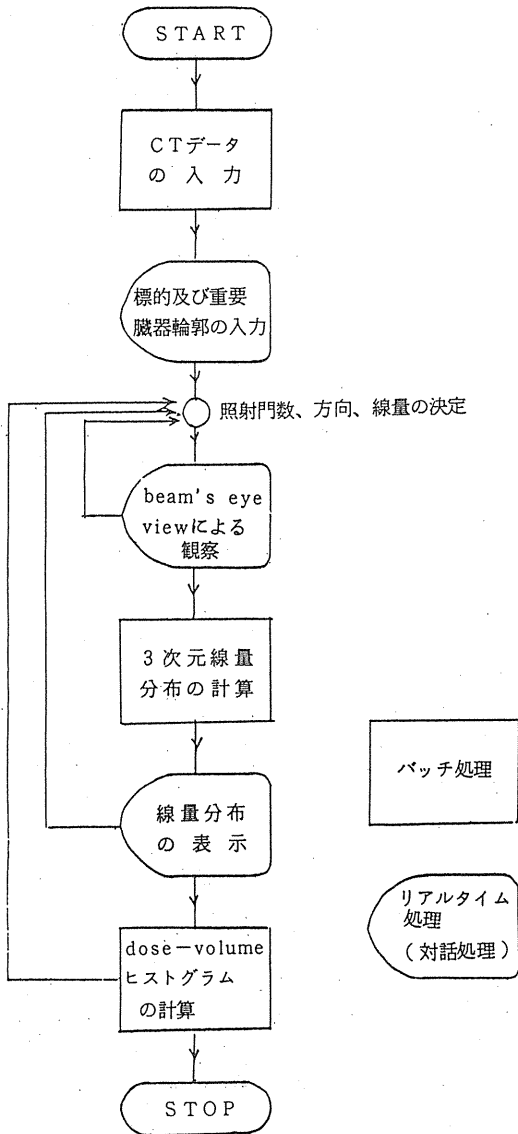 START
CTデータ
の入力
標的及び重要
臓器輪郭の入力
照射門数、方向、線量の決定
beam's eye
viewによる
観察
3次元線量
分布の計算
線量分布
の表示
dose-volume
ヒストグラム
の計算
STOP
バッチ処理
リアルタイム
処理
(対話処理)